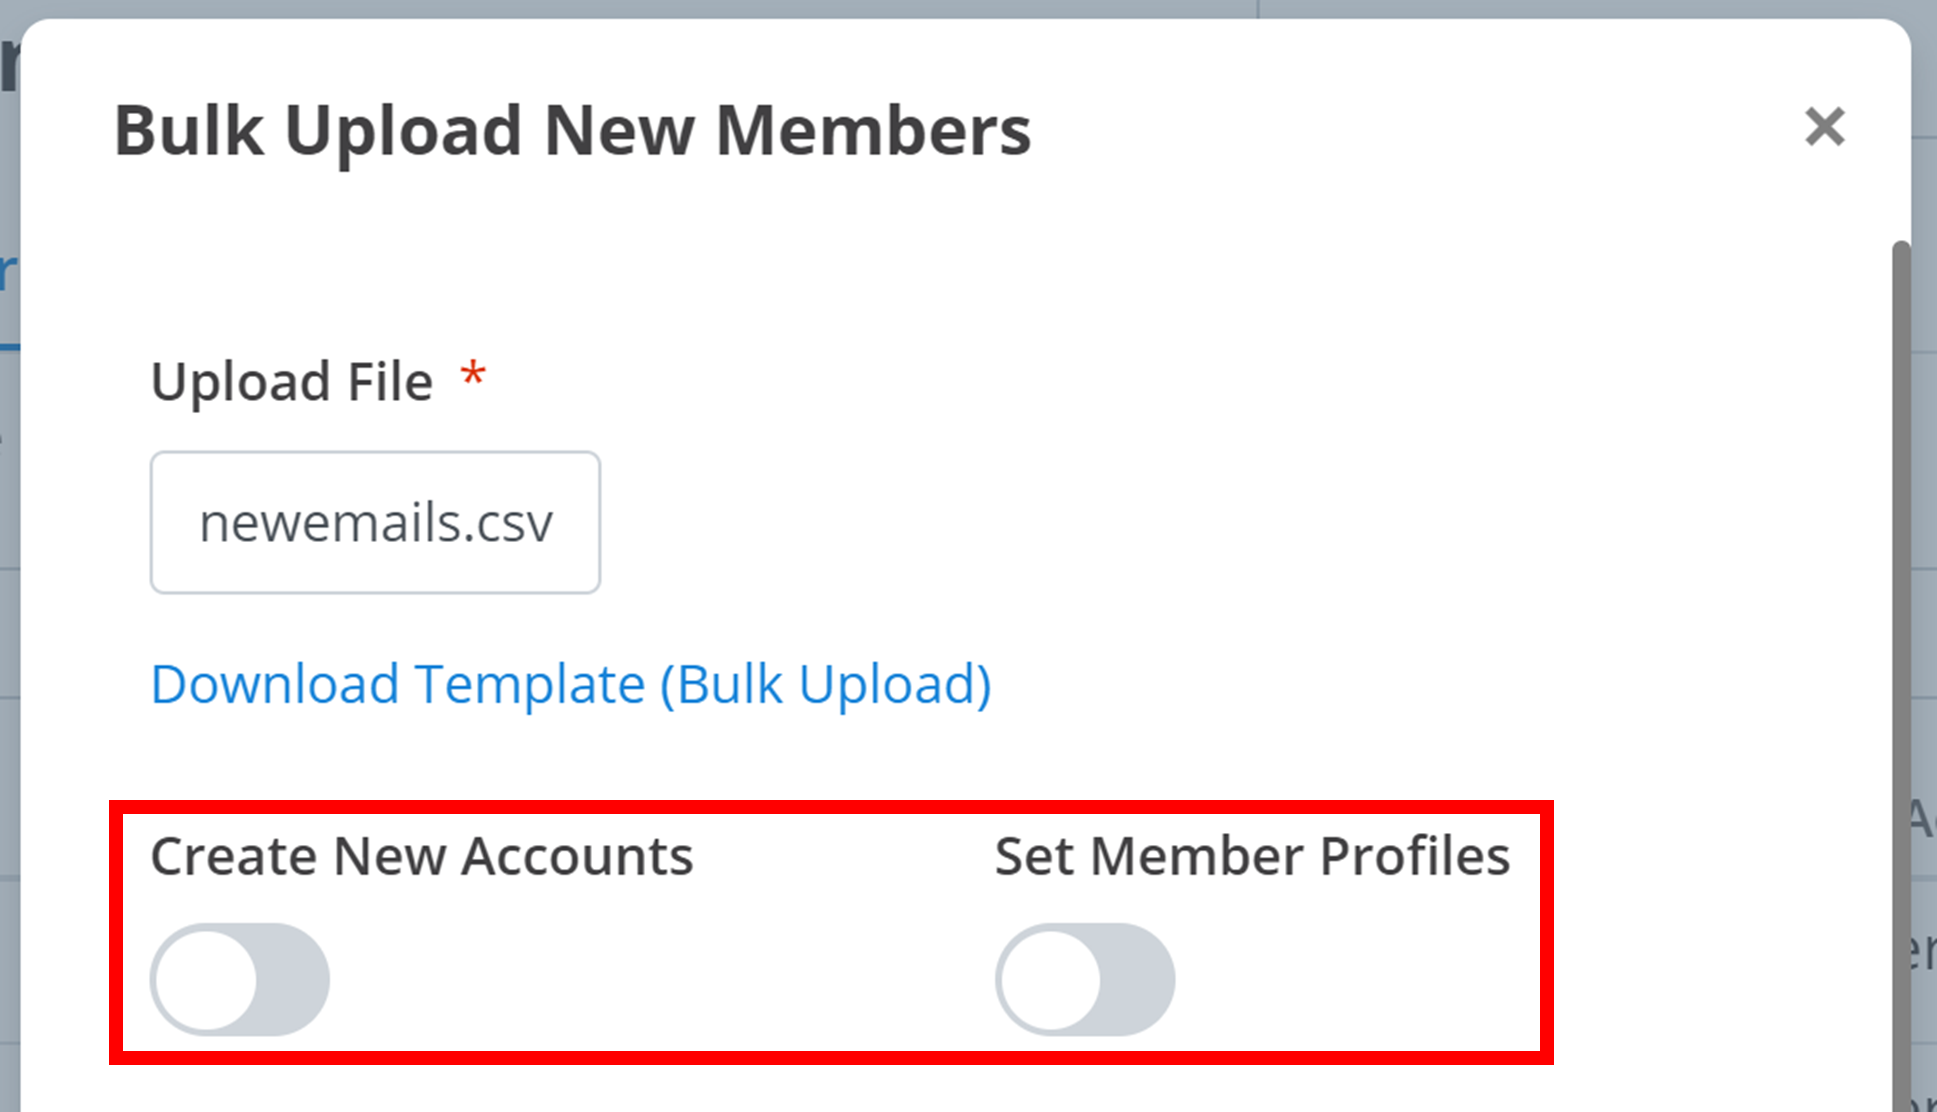 Bulk Upload New Members
Upload File *
newemails.csv
Download Template (Bulk Upload)
Create New Accounts Set Member Profiles